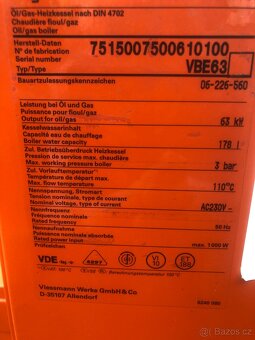 Öl/Gas-Heizkessel nach DIN 4702
Chaudière fioul/gaz
Oil/gas boiler
Herstell-Daten
N° de fabrication
Serial number
7515007500610100
Typ/Type
VBE63
Bauartzulassungskennzeichen
06-226-560
Leistung bei Öl und Gas
Puissance pour fioul/gaz
Output for oil/gas
63 kW
Kesselwasserinhalt
Capacité eau de chauffage
Boiler water capacity
178 l
Zul. Betriebsüberdruck Heizkessel
Pression de service max. chaudière
Max. working pressure boiler
3 bar
Zul. Vorlauftemperatur
Température de départ max.
Max. flow temperature
110°C
Nennspannung, Stromart
Tension nominale, type de courant
Nominal voltage, type of current
AC230V~
Nennfrequenz
Fréquence nominale
Rated frequency
50 Hz
Leistungsaufnahme
Puissance nominale absorbée
Rated power input
max. 1000 W
Prüfzeichen
VDE
Viessmann Werke GmbH & Co
D-35107 Allendorf